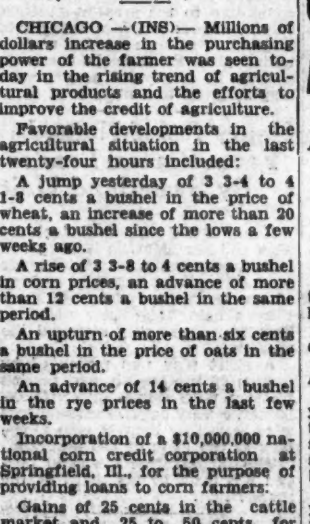 CHICAGO —(INS)— Millions of
dollars increase in the purchasing
power of the farmer was seen to-
day in the rising trend of agricul-
tural products and the efforts to
improve the credit of agriculture.
Favorable developments in the
agricultural situation in the last
twenty-four hours included:
A jump yesterday of 3 3-4 to 4
1-8 cents a bushel in the price of
wheat, an increase of more than 20
cents a bushel since the lows a few
weeks ago.
A rise of 3 3-8 to 4 cents a bushel
in corn prices, an advance of more
than 12 cents a bushel in the same
period.
An upturn of more than six cents
a bushel in the price of oats in the
same period.
An advance of 14 cents a bushel
in the rye prices in the last few
weeks.
Incorporation of a $10,000,000 na-
tional corn credit corporation at
Springfield, Ill., for the purpose of
providing loans to corn farmers:
Gains of 25 cents in the cattle
market and 25 to 50 cents for